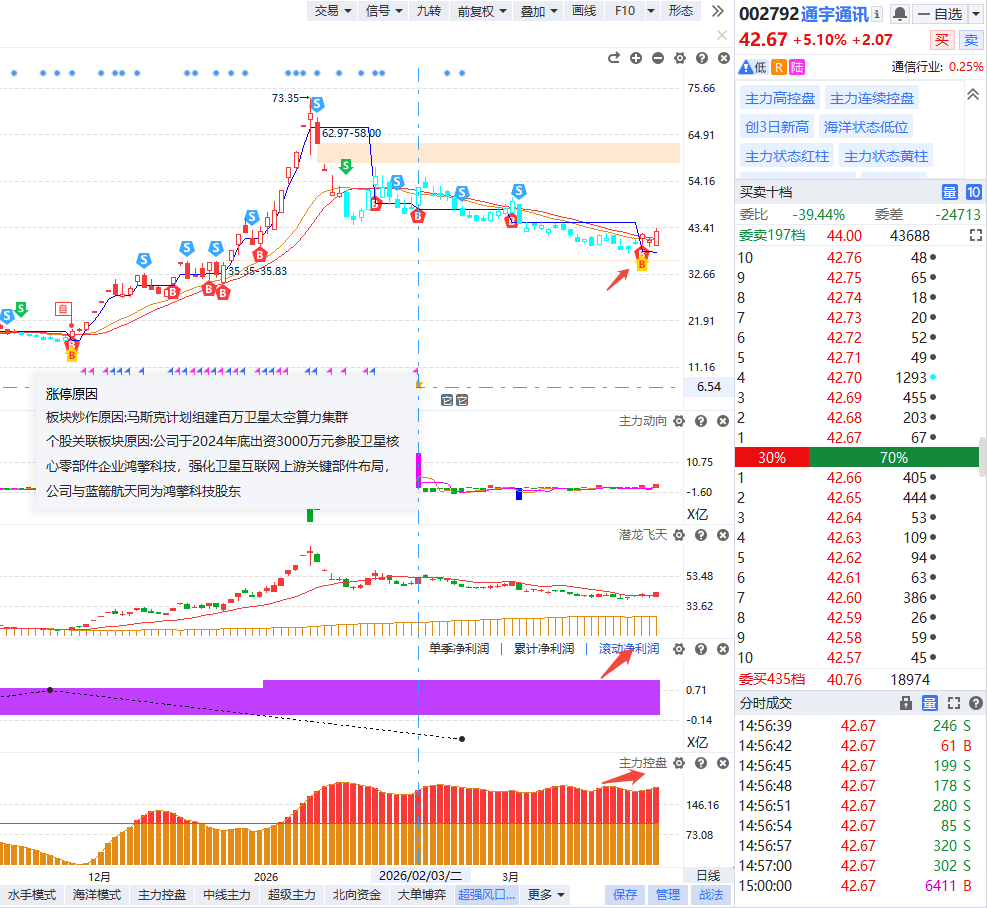 交易 信号 九转 前复权 叠加 画线 F10 形态
75.66
73.35
S
62.97-58.00
64.91
S
S
S
S
54.16
B
B
B
S
S
S
S
43.41
B
35.35-35.83
32.66
B
B
B
B
S
S
自
21.91
B
11.16
6.54
涨停原因
板块炒作原因:马斯克计划组建百万卫星太空算力集群
个股关联板块原因:公司于2024年底出资3000万元参股卫星核
心零部件企业鸿擎科技，强化卫星互联网上游关键部件布局，
公司与蓝箭航天同为鸿擎科技股东
主力动向
10.75
-1.60
X亿
潜龙飞天
53.48
33.62
单季净利润 累计净利润 滚动净利润
0.71
-0.14
X亿
主力控盘
146.16
73.08
12月 2026 2026/02/03/二 3月 日线
水手模式 海洋模式 主力控盘 中线主力 超级主力 北向资金 大单博弈 超强风口... 更多 保存 管理 战法
002792 通宇通讯 自选
42.67 +5.10% +2.07 买 卖
低 R 陆 通信行业: 0.25%
主力高控盘 主力连续控盘
创3日新高 海洋状态低位
主力状态红柱 主力状态黄柱
买卖十档 量 10
委比 -39.44% 委差 -24713
委卖197档 44.00 43688
10 42.76 48
9 42.75 65
8 42.74 18
7 42.73 20
6 42.72 52
5 42.71 49
4 42.70 1293
3 42.69 455
2 42.68 203
1 42.67 67
30% 70%
1 42.66 405
2 42.65 444
3 42.64 53
4 42.63 109
5 42.62 94
6 42.61 63
7 42.60 386
8 42.59 26
9 42.58 59
10 42.57 45
委买435档 40.76 18974
分时成交 量
14:56:39 42.67 246 S
14:56:42 42.67 61 B
14:56:45 42.67 199 S
14:56:48 42.67 178 S
14:56:51 42.67 280 S
14:56:54 42.67 85 S
14:56:57 42.67 320 S
14:57:00 42.67 302 S
15:00:00 42.67 6411 B